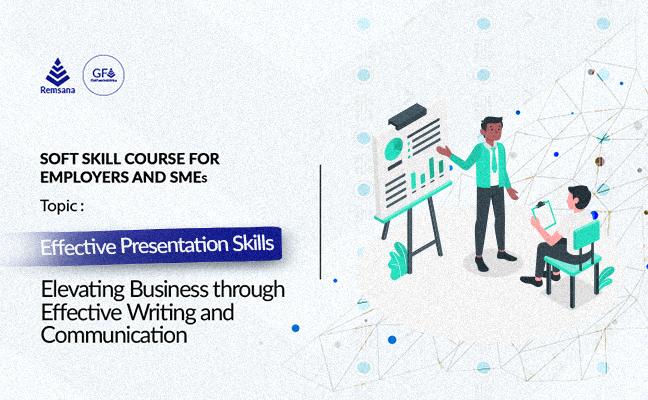 Remsana
GFA
SOFT SKILL COURSE FOR
EMPLOYERS AND SMEs
Topic :
Effective Presentation Skills
Elevating Business through
Effective Writing and
Communication